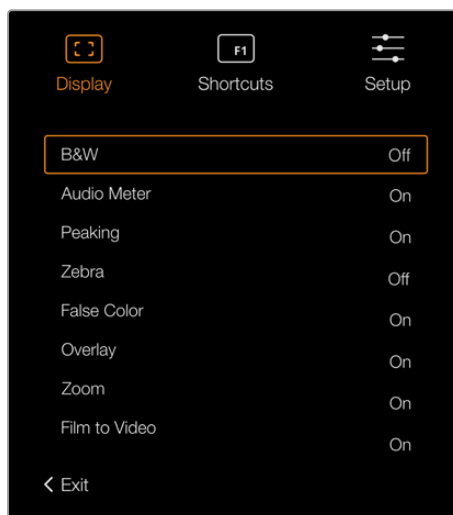 F1
Display Shortcuts Setup
B&W Off
Audio Meter On
Peaking On
Zebra Off
False Color On
Overlay On
Zoom On
Film to Video On
Exit